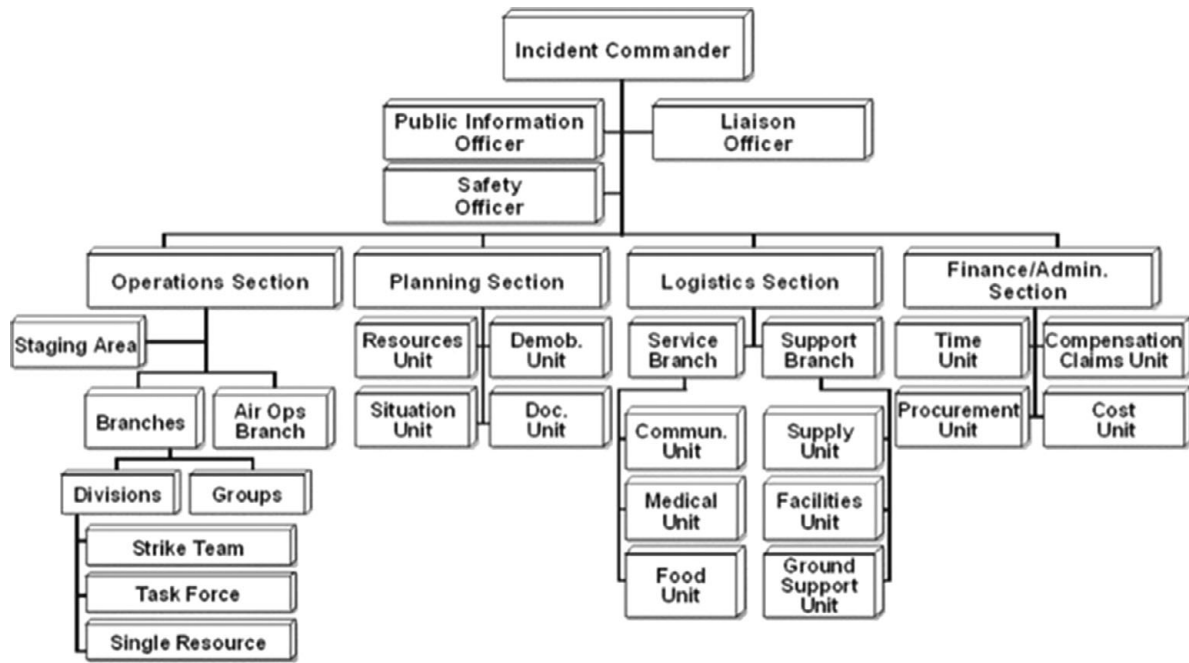 Incident Commander
Public Information
Officer
Liaison
Officer
Safety
Officer
Operations Section
Planning Section
Logistics Section
Finance/Admin.
Section
Staging Area
Branches
Air Ops
Branch
Divisions
Groups
Strike Team
Task Force
Single Resource
Resources
Unit
Demob.
Unit
Situation
Unit
Doc.
Unit
Service
Branch
Support
Branch
Commun.
Unit
Supply
Unit
Medical
Unit
Facilities
Unit
Food
Unit
Ground
Support
Unit
Time
Unit
Compensation
Claims Unit
Procurement
Unit
Cost
Unit